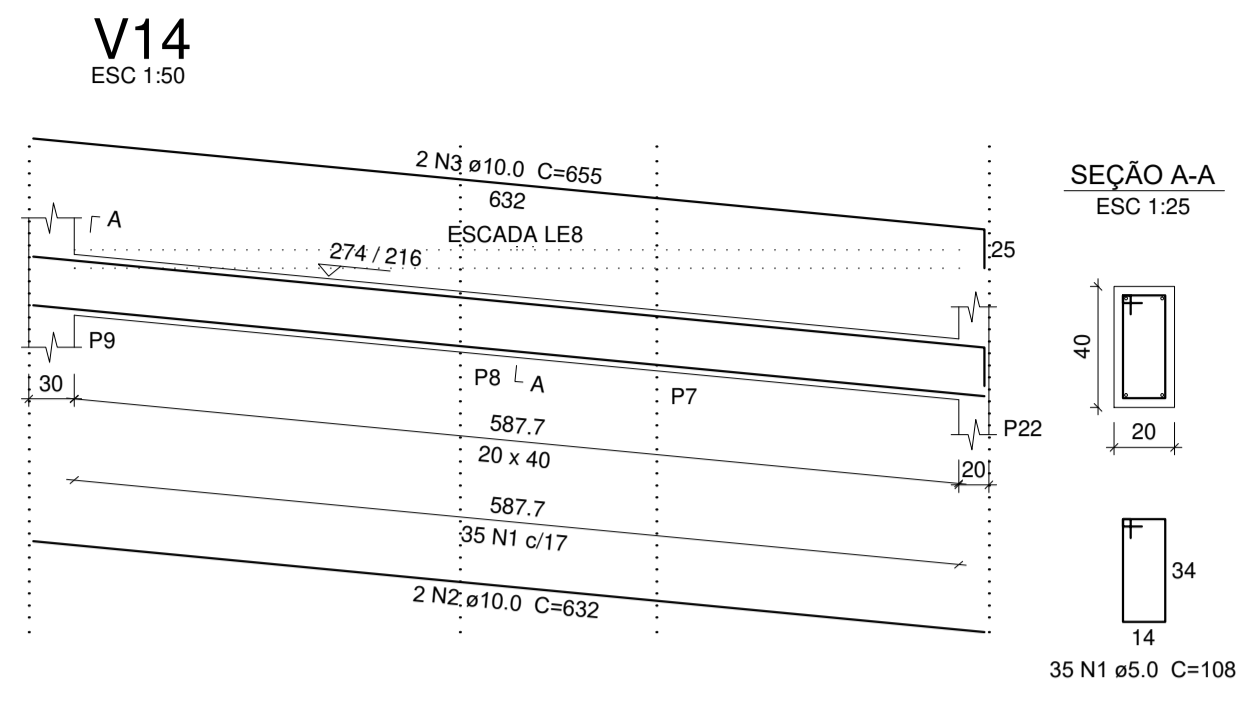 V14
ESC 1:50
2 N3 ø10.0 C=655
632
ESCADA LE8
25
A
274 / 216
P9
P8
A
P7
P22
30
587.7
20 x 40
20
587.7
35 N1 c/17
2 N2 ø10.0 C=632
SEÇÃO A-A
ESC 1:25
40
20
34
14
35 N1 ø5.0 C=108